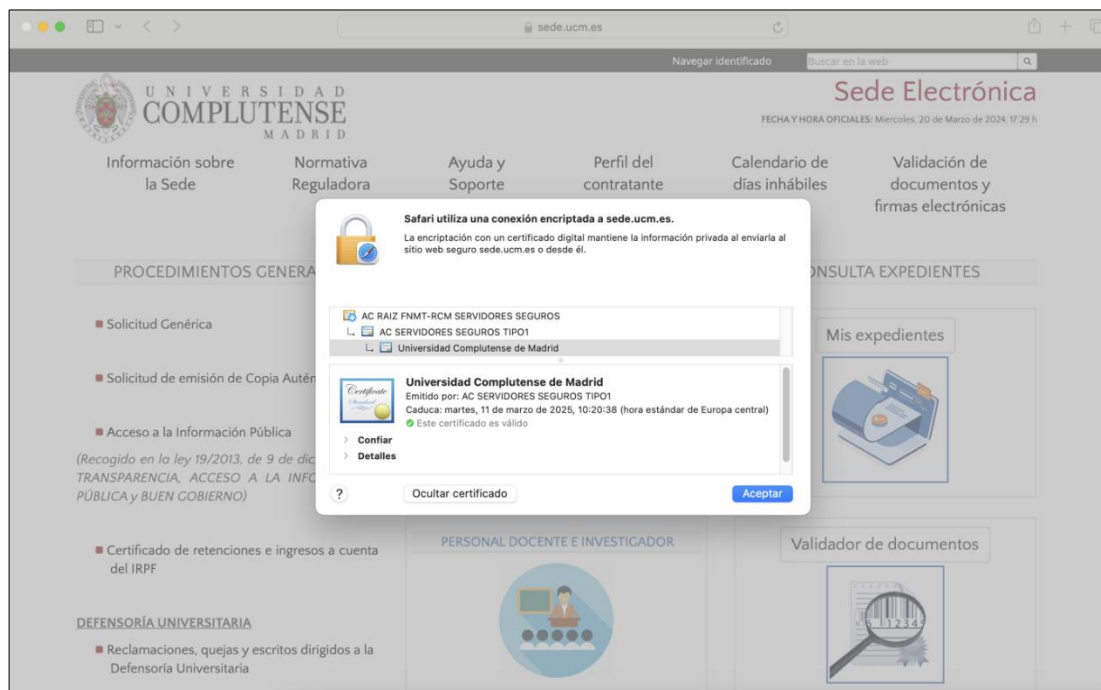 sede.ucm.es
Navegar identificado
Buscar en la web
UNIVERSIDAD
COMPLUTENSE
MADRID
Sede Electrónica
FECHA Y HORA OFICIALES: Miercoles, 20 de Marzo de 2024, 17:29 h
Información sobre
la Sede
Normativa
Reguladora
Ayuda y
Soporte
Perfil del
contratante
Calendario de
días inhábiles
Validación de
documentos y
firmas electrónicas
Safari utiliza una conexión encriptada a sede.ucm.es.
La encriptación con un certificado digital mantiene la información privada al enviarla al
sitio web seguro sede.ucm.es o desde él.
AC RAIZ FNMT-RCM SERVIDORES SEGUROS
AC SERVIDORES SEGUROS TIPO1
Universidad Complutense de Madrid
Certificate
Standard
Universidad Complutense de Madrid
Emitido por: AC SERVIDORES SEGUROS TIPO1
Caduca: martes, 11 de marzo de 2025, 10:20:38 (hora estándar de Europa central)
Este certificado es válido
Confiar
Detalles
?
Ocultar certificado
Aceptar
PROCEDIMIENTOS GENERA
Solicitud Genérica
Solicitud de emisión de Copia Autén
Acceso a la Información Pública
(Recogido en la ley 19/2013, de 9 de dic
TRANSPARENCIA, ACCESO A LA INFO
PÚBLICA y BUEN GOBIERNO)
Certificado de retenciones e ingresos a cuenta
del IRPF
DEFENSORÍA UNIVERSITARIA
Reclamaciones, quejas y escritos dirigidos a la
Defensoría Universitaria
PERSONAL DOCENTE E INVESTIGADOR
ONSULTA EXPEDIENTES
Mis expedientes
Validador de documentos